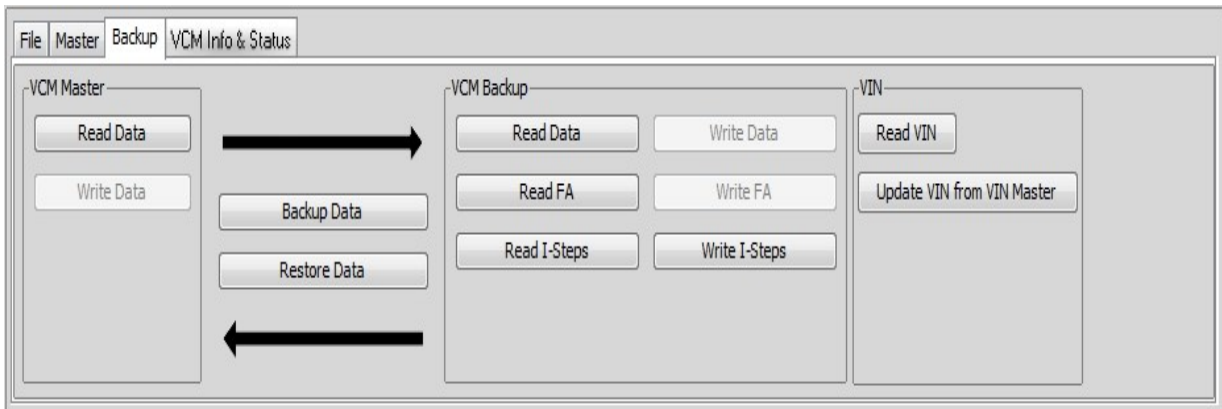 File Master Backup VCM Info & Status
VCM Master VCM Backup VIN
Read Data Read Data Write Data Read VIN
Write Data Read FA Write FA Update VIN from VIN Master
Backup Data
Read I-Steps Write I-Steps
Restore Data